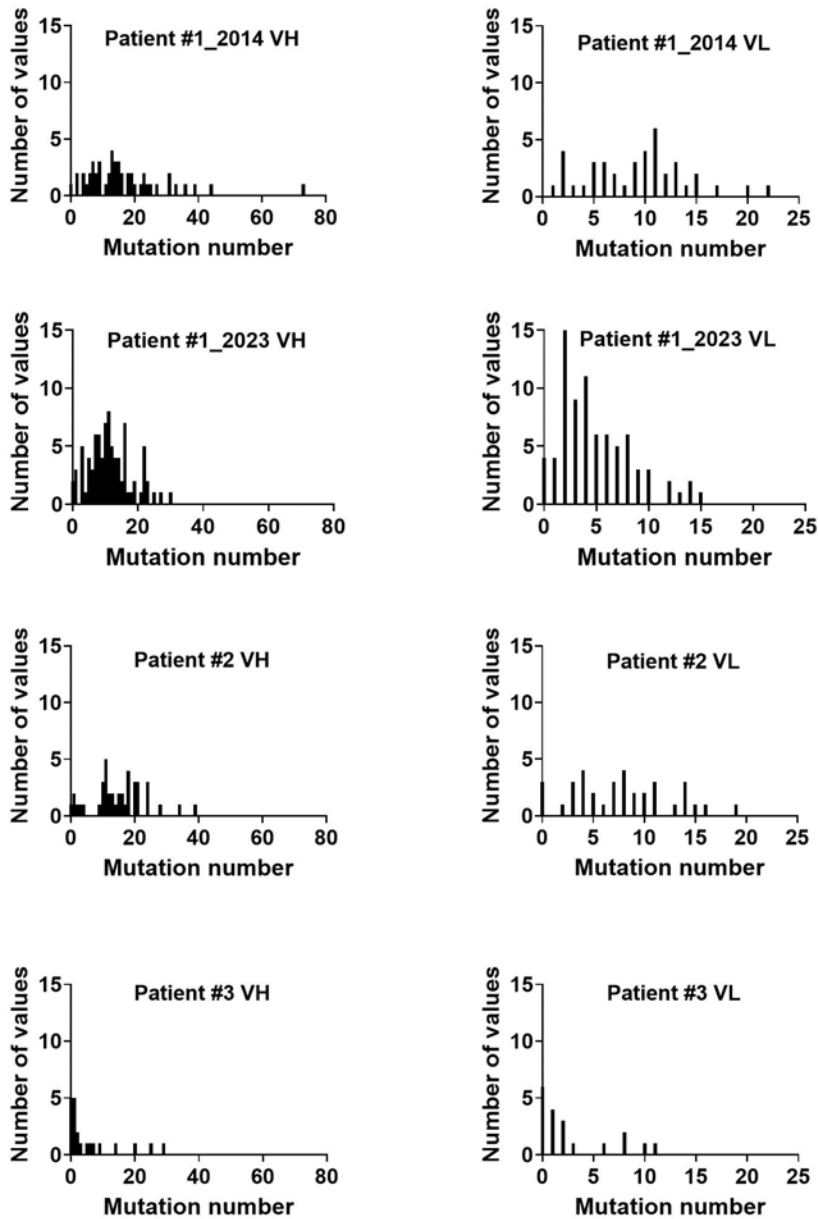 Patient #1_2014 VH
Number of values
15
10
5
0
0 20 40 60 80
Mutation number
Patient #1_2014 VL
Number of values
15
10
5
0
0 5 10 15 20 25
Mutation number
Patient #1_2023 VH
Number of values
15
10
5
0
0 20 40 60 80
Mutation number
Patient #1_2023 VL
Number of values
15
10
5
0
0 5 10 15 20 25
Mutation number
Patient #2 VH
Number of values
15
10
5
0
0 20 40 60 80
Mutation number
Patient #2 VL
Number of values
15
10
5
0
0 5 10 15 20 25
Mutation number
Patient #3 VH
Number of values
15
10
5
0
0 20 40 60 80
Mutation number
Patient #3 VL
Number of values
15
10
5
0
0 5 10 15 20 25
Mutation number